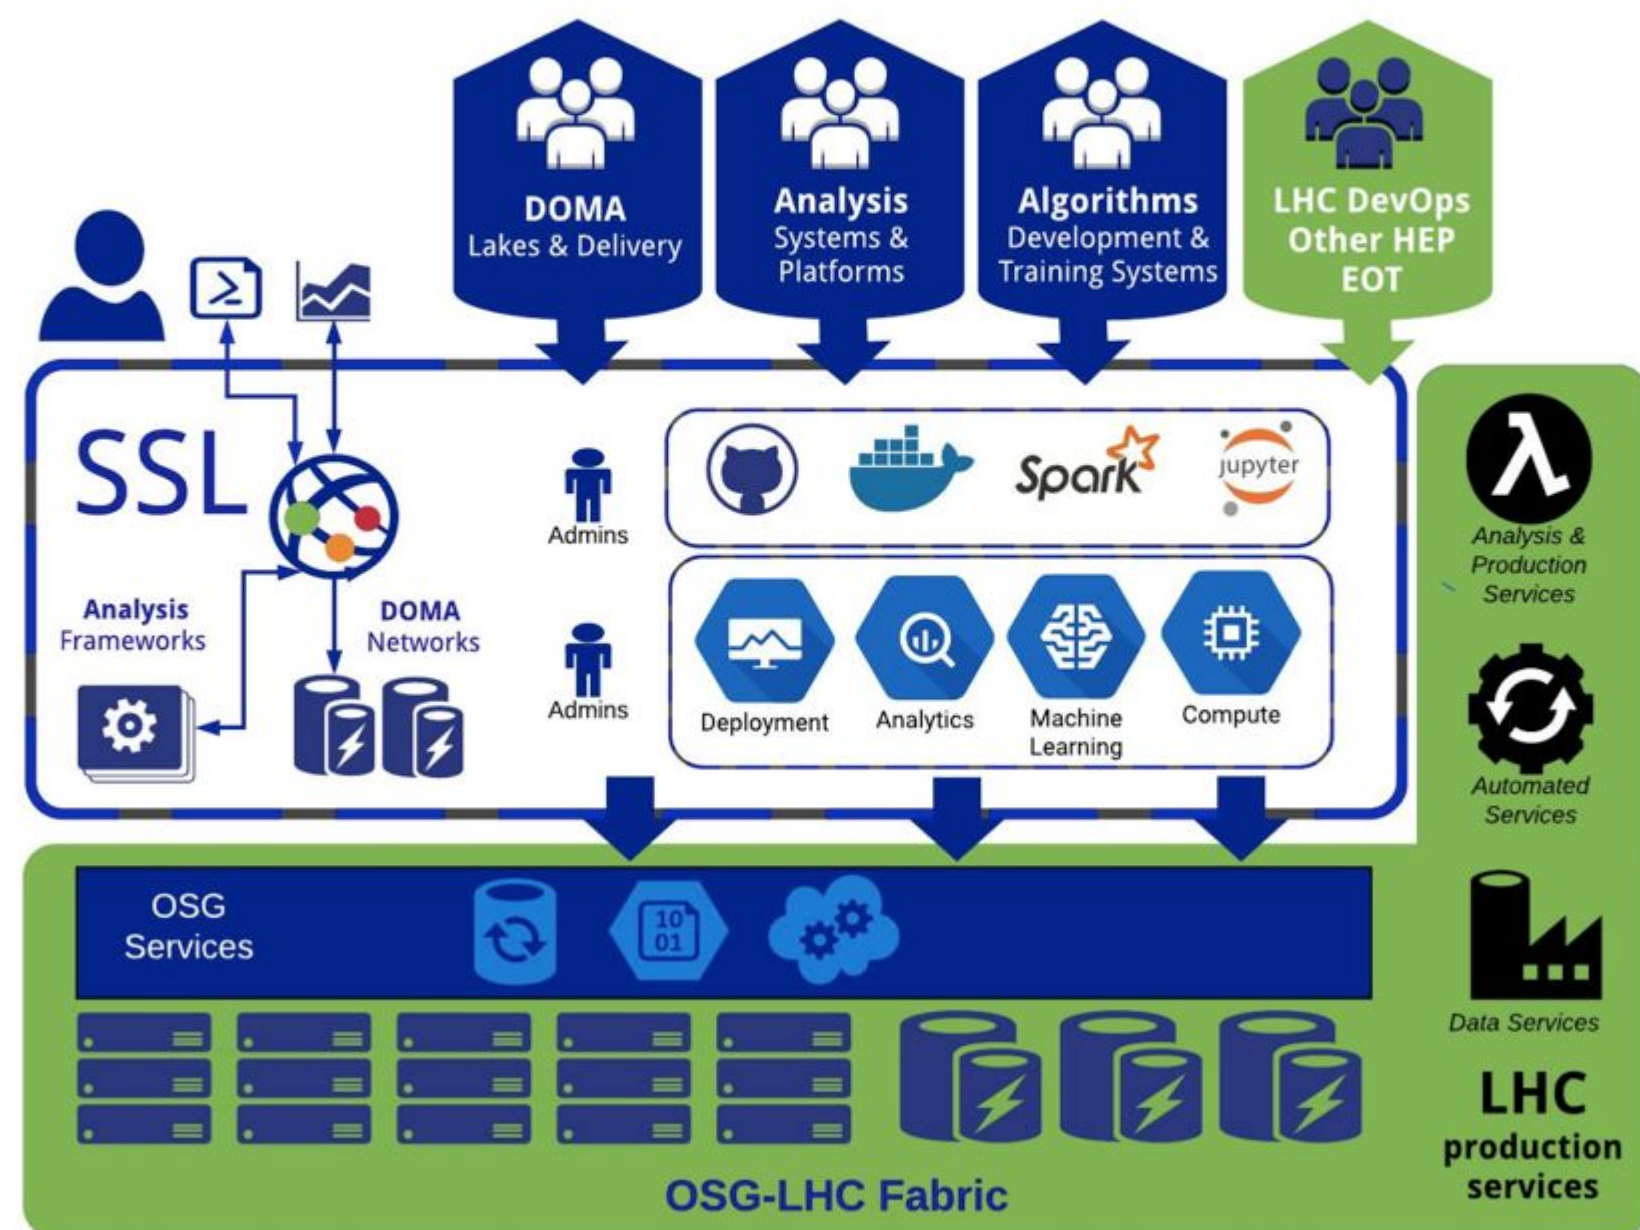 DOMA
Lakes & Delivery
Analysis
Systems &
Platforms
Algorithms
Development &
Training Systems
LHC DevOps
Other HEP
EOT
SSL
Admins
Spark
jupyter
Analysis
Frameworks
DOMA
Networks
Admins
Deployment
Analytics
Machine
Learning
Compute
Analysis &
Production
Services
Automated
Services
Data Services
LHC
production
services
OSG
Services
10
01
OSG-LHC Fabric